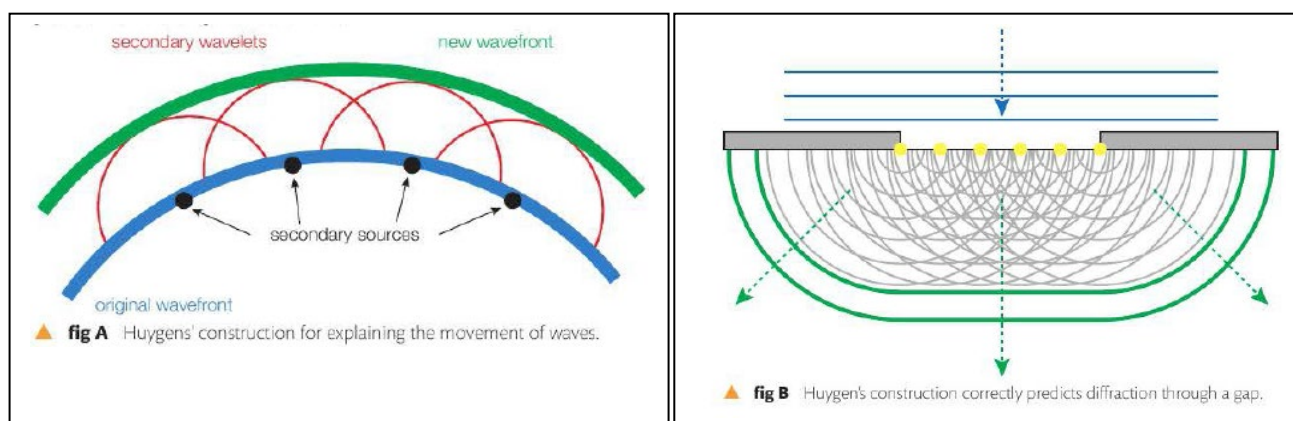 secondary wavelets
new wavefront
secondary sources
original wavefront
▲ fig A Huygens' construction for explaining the movement of waves.
▲ fig B Huygen's construction correctly predicts diffraction through a gap.